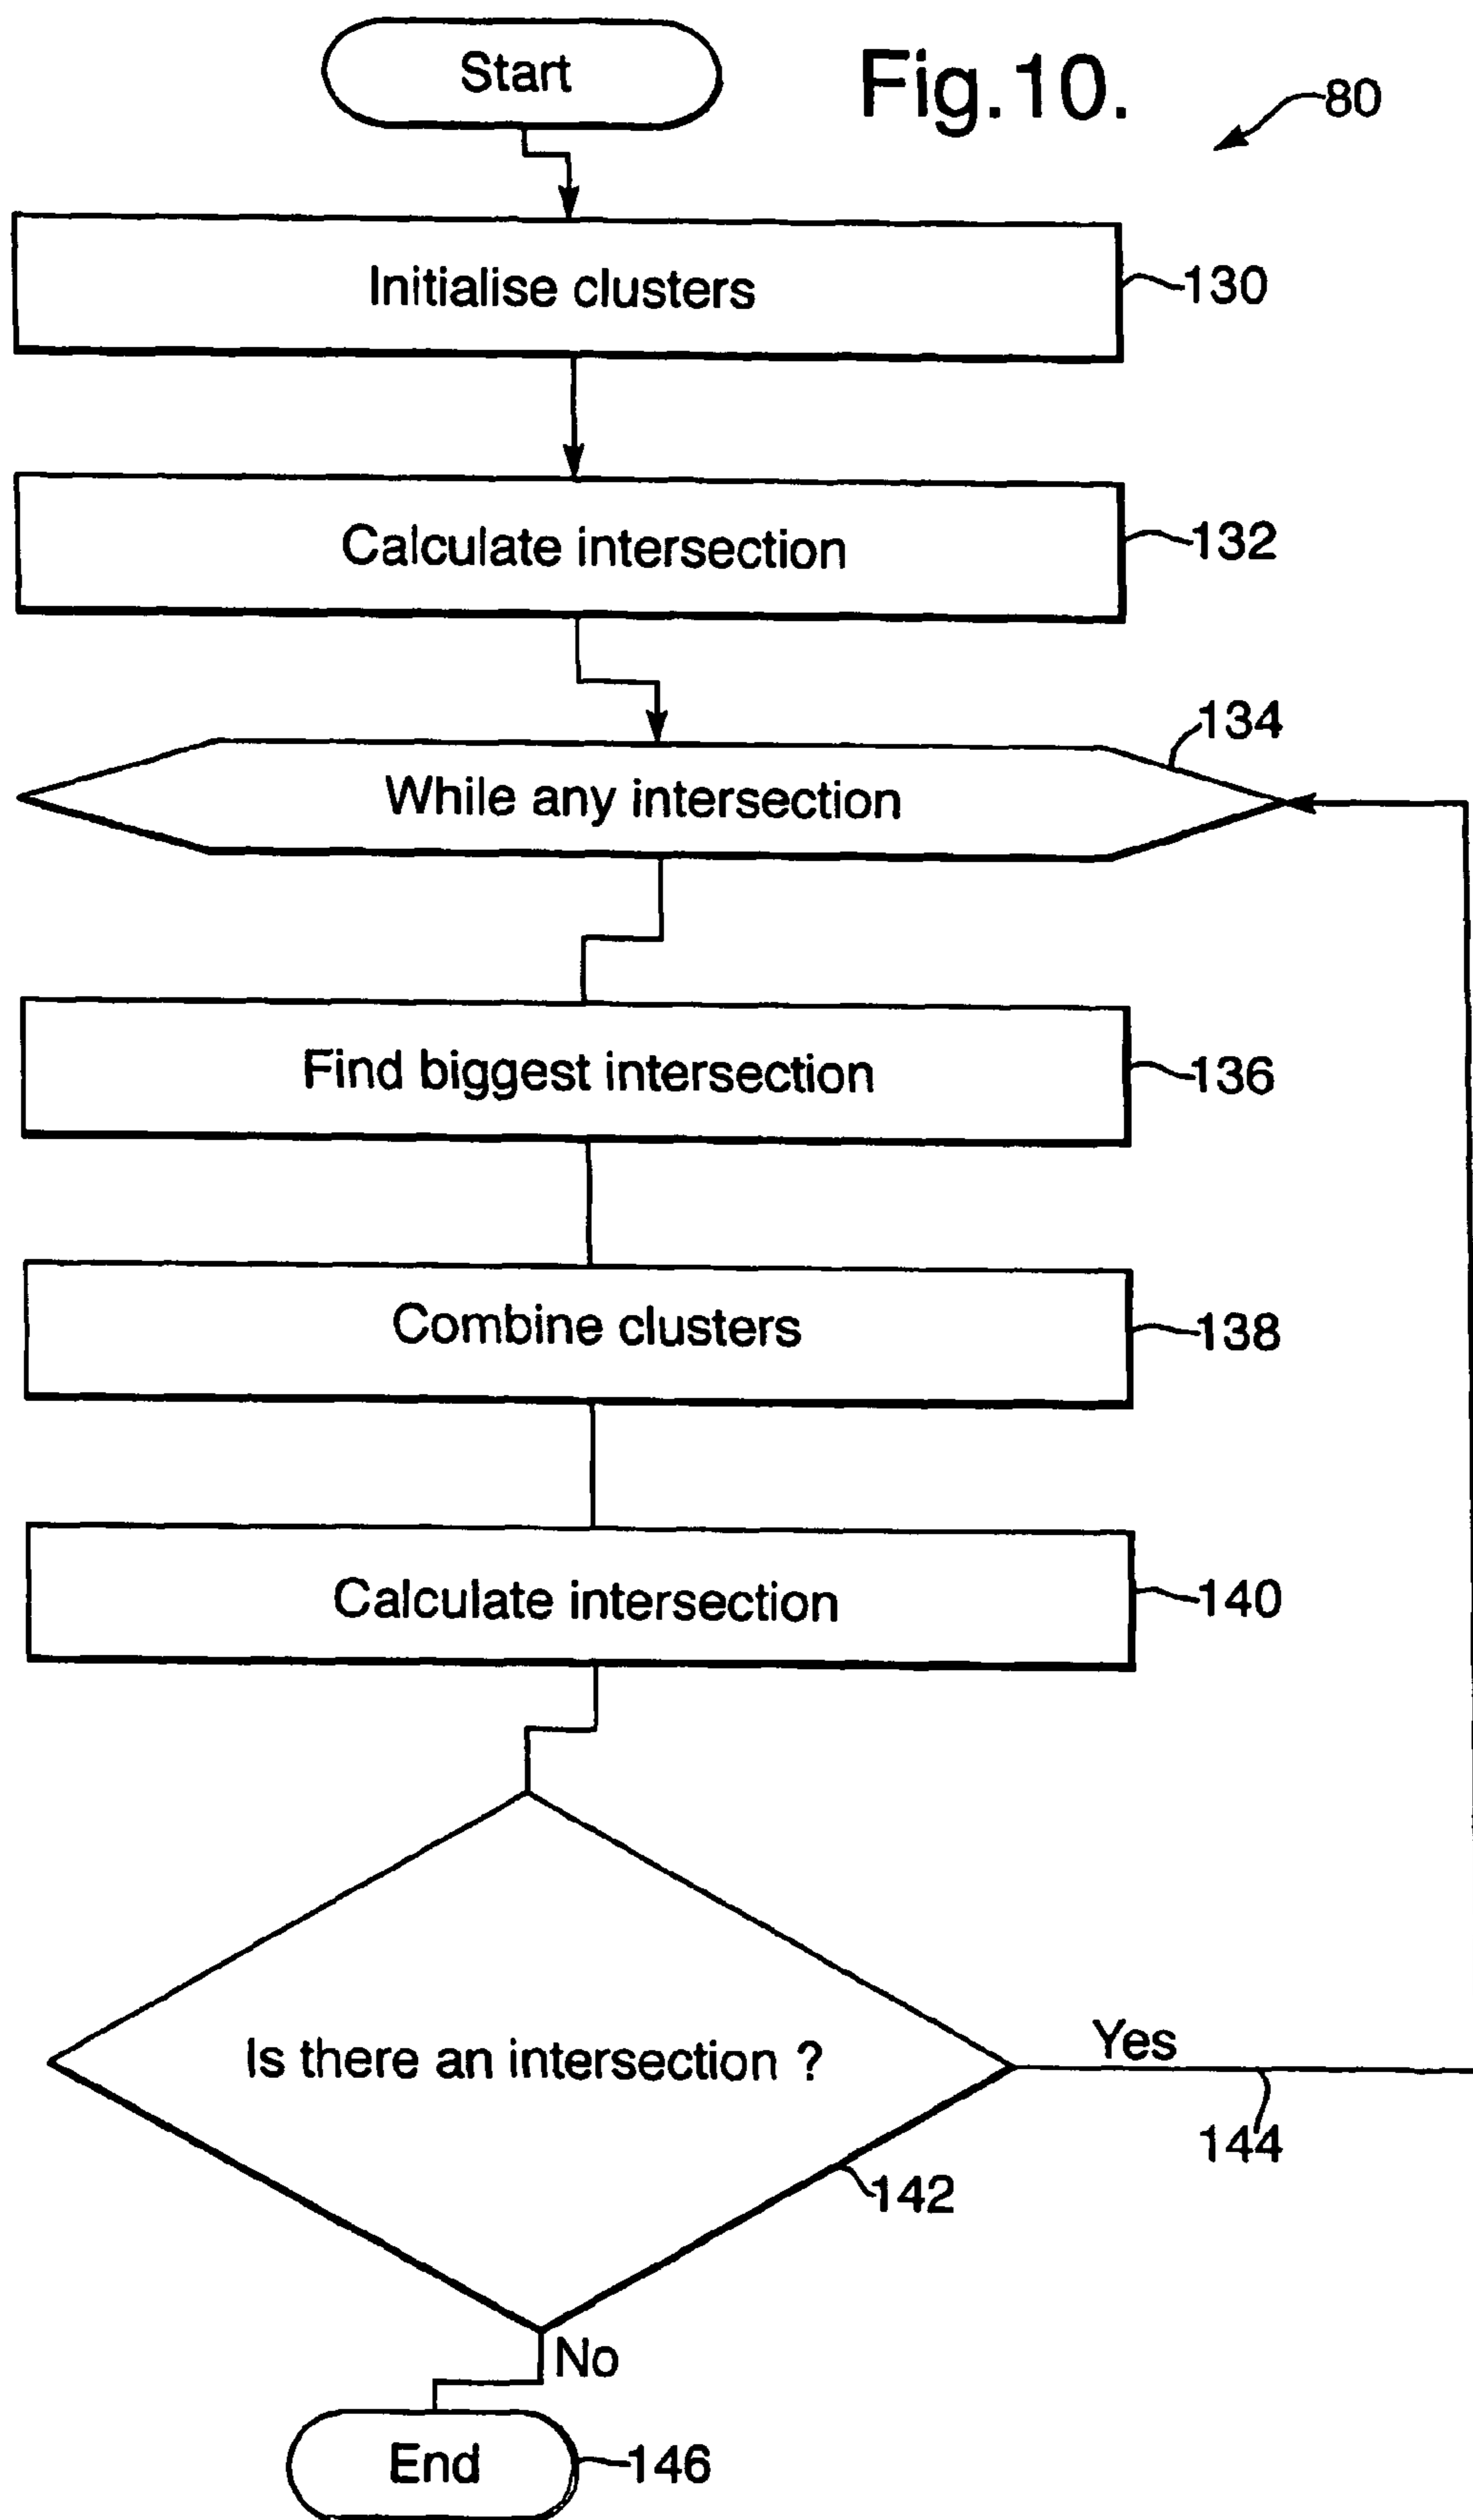 Start
Fig.10.
80
Initialise clusters
130
Calculate intersection
132
134
While any intersection
Find biggest intersection
136
Combine clusters
138
Calculate intersection
140
Is there an intersection ?
Yes
144
142
No
End
146